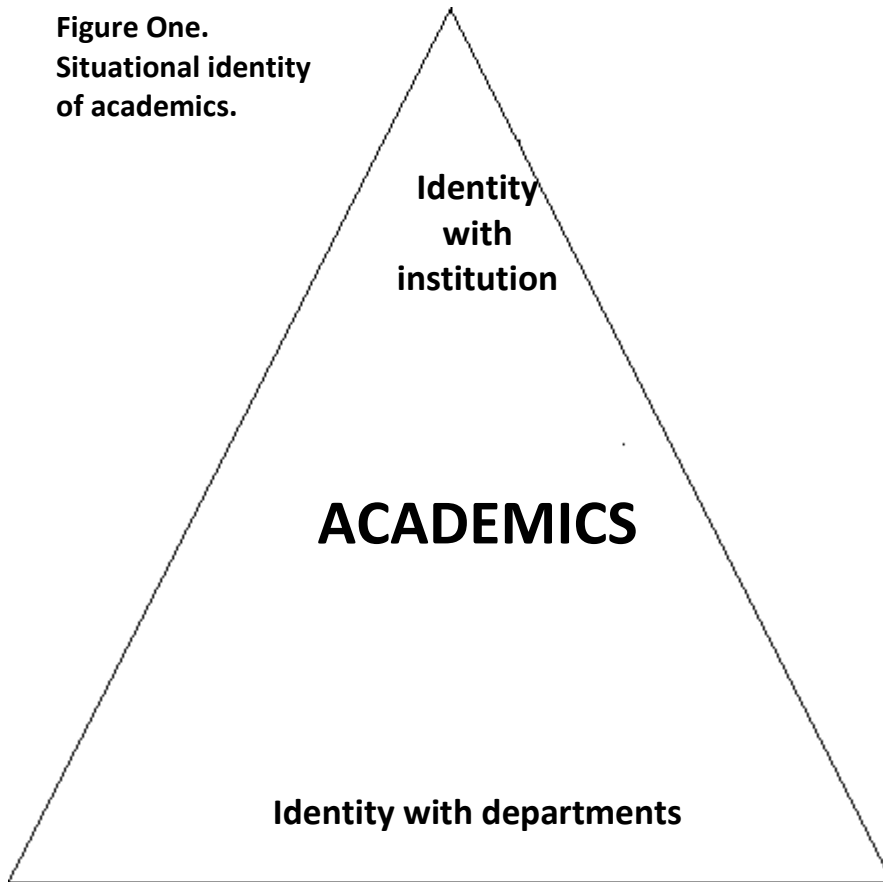 Figure One.
Situational identity
of academics.
Identity
with
institution
ACADEMICS
Identity with departments